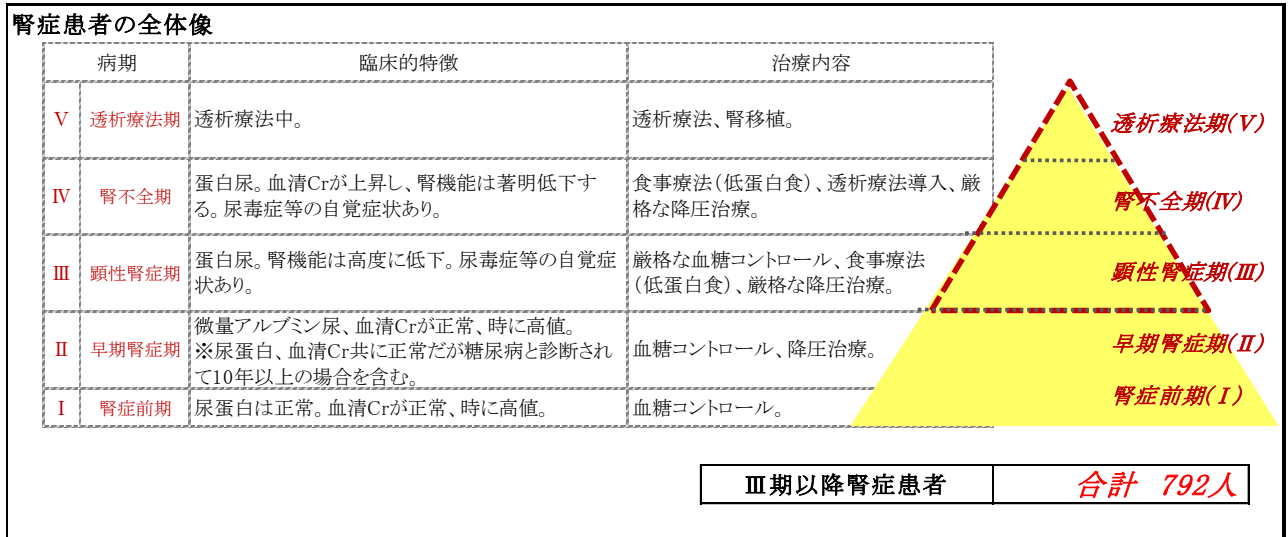 腎症患者の全体像
病期 臨床的特徴 治療内容
Ⅴ 透析療法期 透析療法中。 透析療法、腎移植。
Ⅳ 腎不全期 蛋白尿。血清Crが上昇し、腎機能は著明低下す
る。尿毒症等の自覚症状あり。
食事療法（低蛋白食）、透析療法導入、厳
格な降圧治療。
Ⅲ 顕性腎症期 蛋白尿。腎機能は高度に低下。尿毒症等の自覚症
状あり。
厳格な血糖コントロール、食事療法
（低蛋白食）、厳格な降圧治療。
Ⅱ 早期腎症期 微量アルブミン尿、血清Crが正常、時に高値。
※尿蛋白、血清Cr共に正常だが糖尿病と診断され
て10年以上の場合を含む。
血糖コントロール、降圧治療。
Ⅰ 腎症前期 尿蛋白は正常。血清Crが正常、時に高値。 血糖コントロール。
透析療法期(Ⅴ)
腎不全期(Ⅳ)
顕性腎症期(Ⅲ)
早期腎症期(Ⅱ)
腎症前期(Ⅰ)
Ⅲ期以降腎症患者 合計 792人